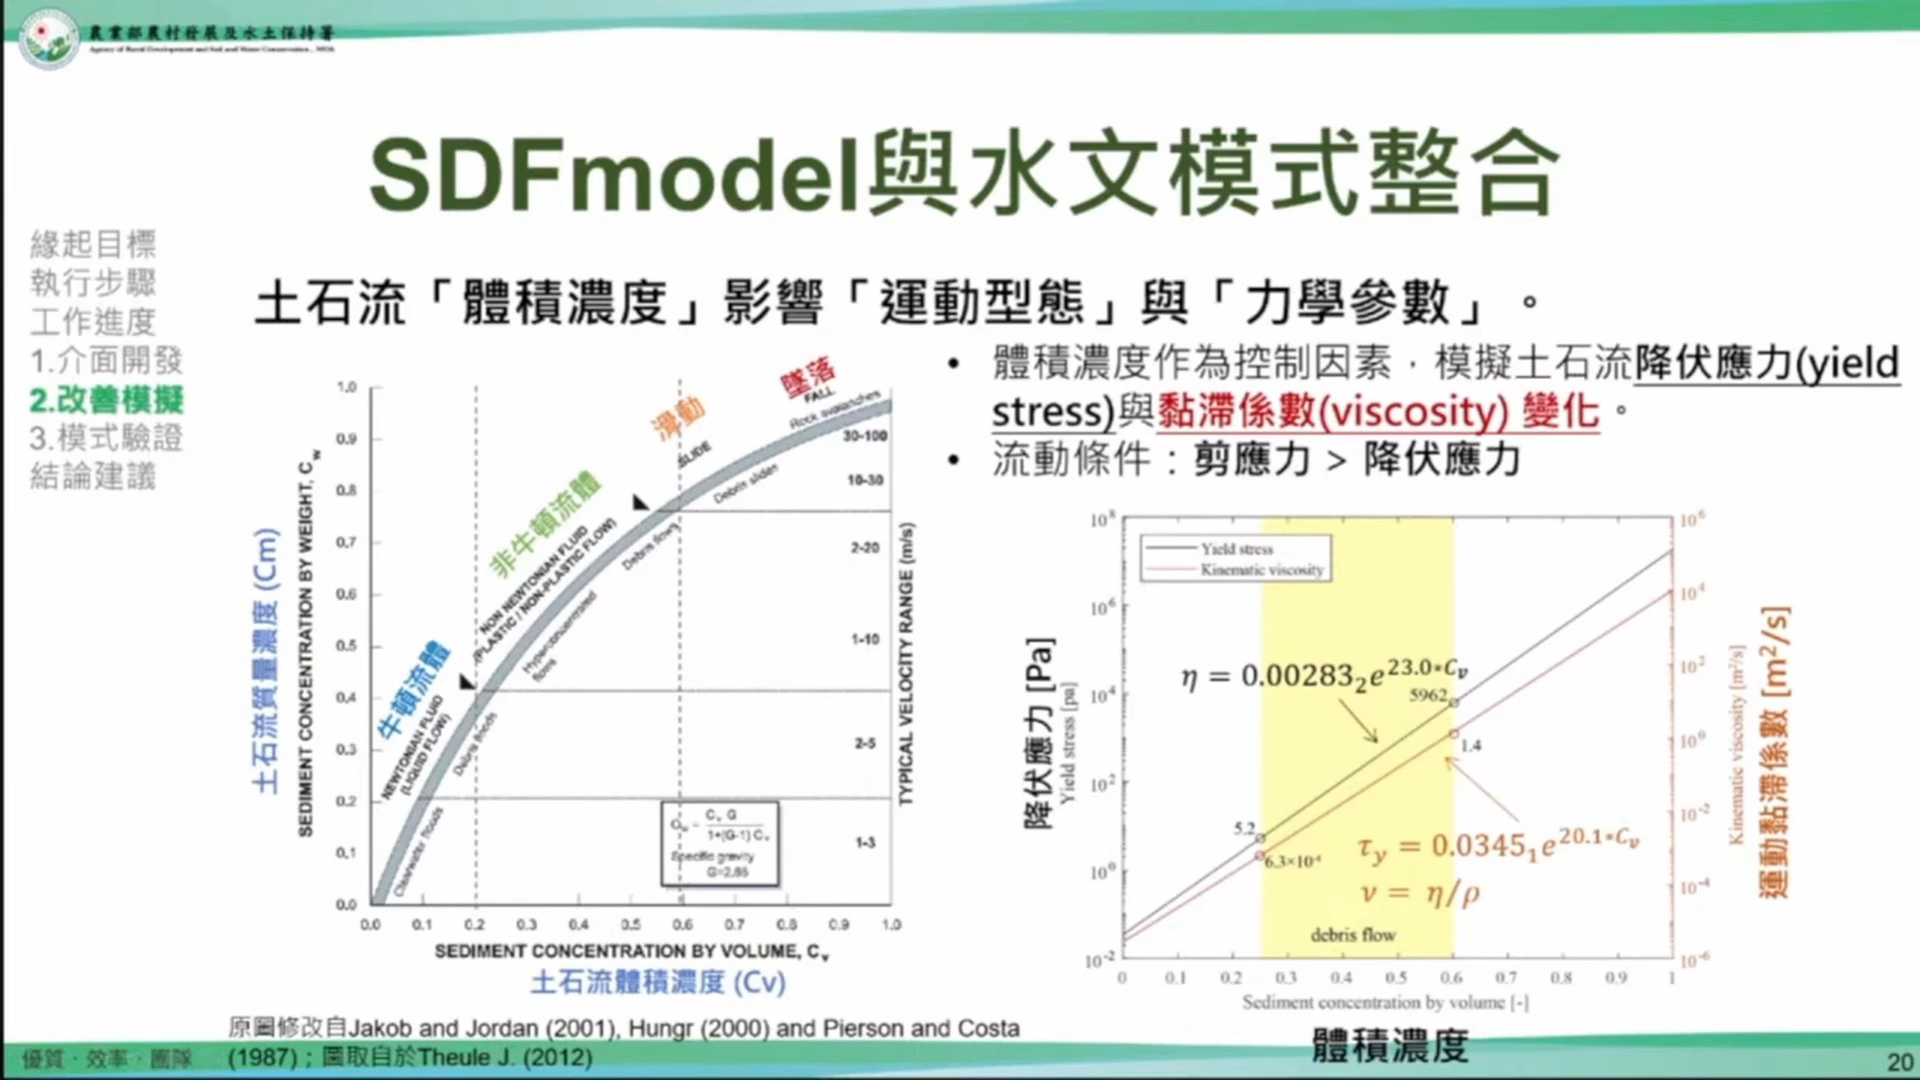 農業部農村發展及水土保持署
Agency of Rural Development and Soil and Water Conservation, MOA
SDFmodel與水文模式整合
緣起目標
執行步驟
工作進度
1.介面開發
2.改善模擬
3.模式驗證
結論建議
土石流「體積濃度」影響「運動型態」與「力學參數」。
• 體積濃度作為控制因素，模擬土石流降伏應力(yield
stress)與黏滯係數(viscosity) 變化。
• 流動條件：剪應力 > 降伏應力
土石流質量濃度 (Cm)
SEDIMENT CONCENTRATION BY WEIGHT, Cw
1.0
0.9
0.8
0.7
0.6
0.5
0.4
0.3
0.2
0.1
0.0
牛頓流體
NEWTONIAN FLUID
(LIQUID FLOW)
非牛頓流體
NON NEWTONIAN FLUID
(PLASTIC / NON-PLASTIC FLOW)
滑動
SLIDE
墜落
FALL
Rock avalanches
Debris slides
Debris flows
Hyperconcentrated
flows
Debris floods
Clearwater floods
30-100
10-30
2-20
1-10
2-5
1-3
TYPICAL VELOCITY RANGE (m/s)
Cw = Cv G
1+(G-1) Cv
Specific gravity
G=2.65
0.0 0.1 0.2 0.3 0.4 0.5 0.6 0.7 0.8 0.9 1.0
SEDIMENT CONCENTRATION BY VOLUME, Cv
土石流體積濃度 (Cv)
降伏應力 [Pa]
Yield stress [pa]
10⁸
10⁶
10⁴
10²
10⁰
10⁻²
Yield stress
Kinematic viscosity
η = 0.00283₂e^{23.0*Cv}
5962
1.4
5.2
6.3×10⁻⁴
τy = 0.0345₁e^{20.1*Cv}
ν = η/ρ
debris flow
10⁶
10⁴
10²
10⁰
10⁻²
10⁻⁴
10⁻⁶
Kinematic viscosity [m²/s]
運動黏滯係數 [m²/s]
0 0.1 0.2 0.3 0.4 0.5 0.6 0.7 0.8 0.9 1
Sediment concentration by volume [-]
體積濃度
原圖修改自Jakob and Jordan (2001), Hungr (2000) and Pierson and Costa
(1987)；圖取自於Theule J. (2012)
優質．效率．團隊
20